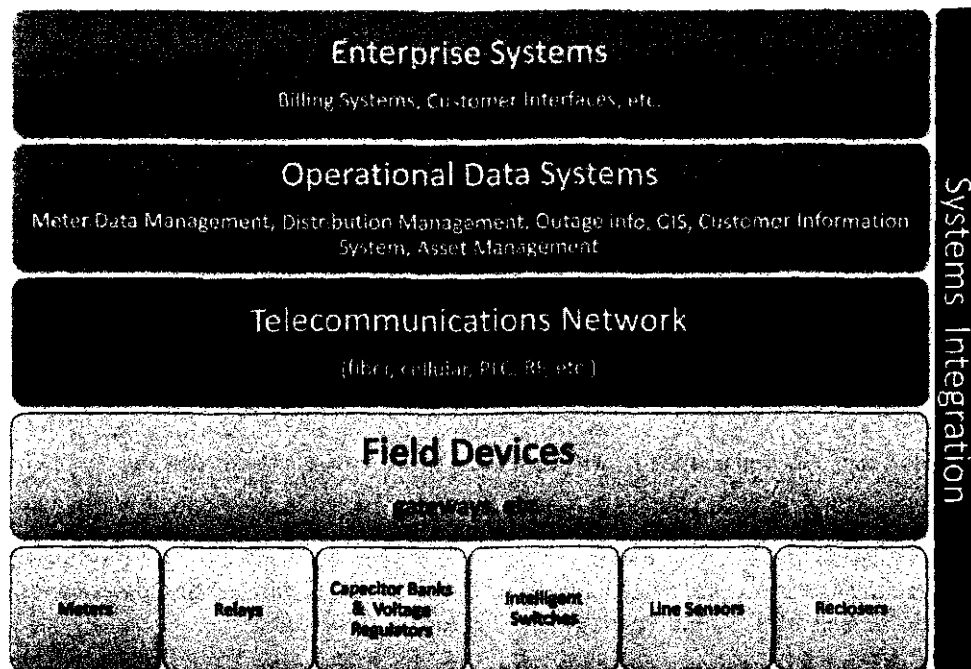 Enterprise Systems
Billing Systems, Customer Interfaces, etc.
Operational Data Systems
Meter Data Management, Distribution Management, Outage info, GIS, Customer Information
System, Asset Management
Telecommunications Network
(fiber, cellular, PLC, RF, etc.)
Field Devices
gateways, etc.
Meters
Relays
Capacitor Banks
& Voltage
Regulators
Intelligent
Switches
Line Sensors
Reclosers
Systems Integration